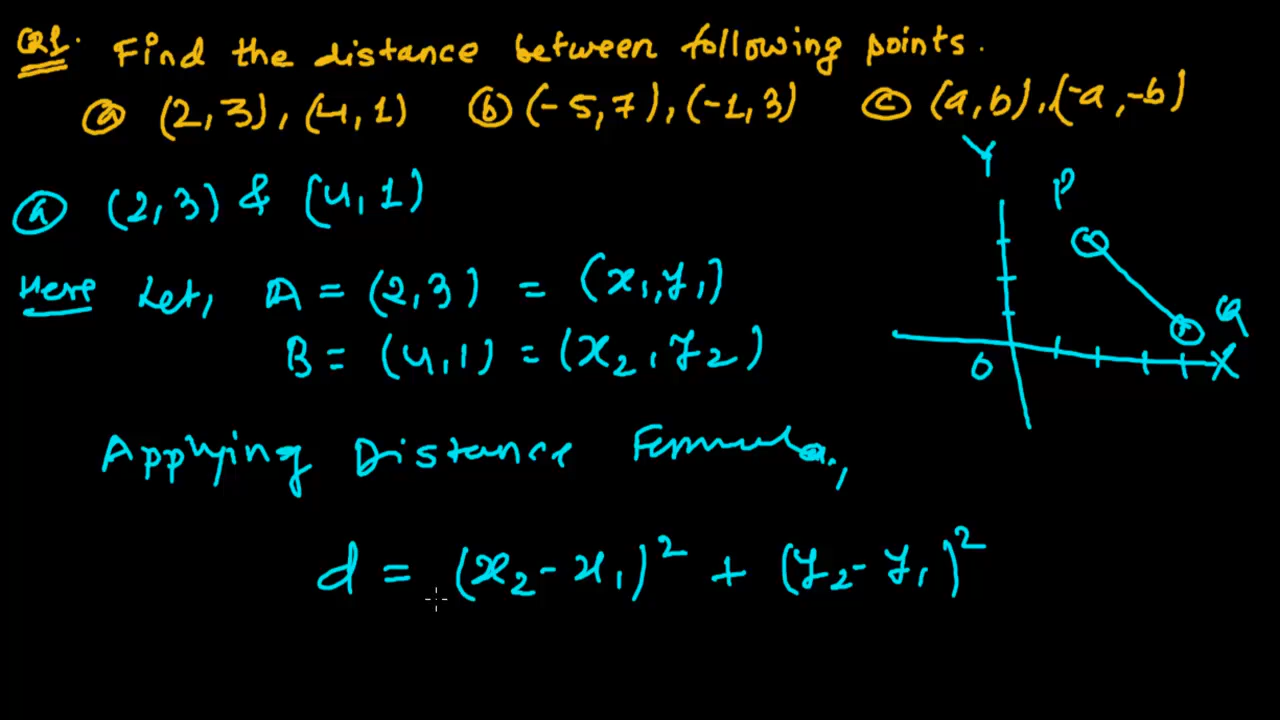 Q1. Find the distance between following points.
(a) (2,3), (4,1) (b) (-5,7), (-1,3) (c) (a,b), (-a,-b)
(a) (2,3) & (4,1)
Here Let, A = (2,3) = (x₁,y₁)
B = (4,1) = (x₂,y₂)
Applying Distance Formula,
d = (x₂-x₁)² + (y₂-y₁)²
Y
P
Q
O
X